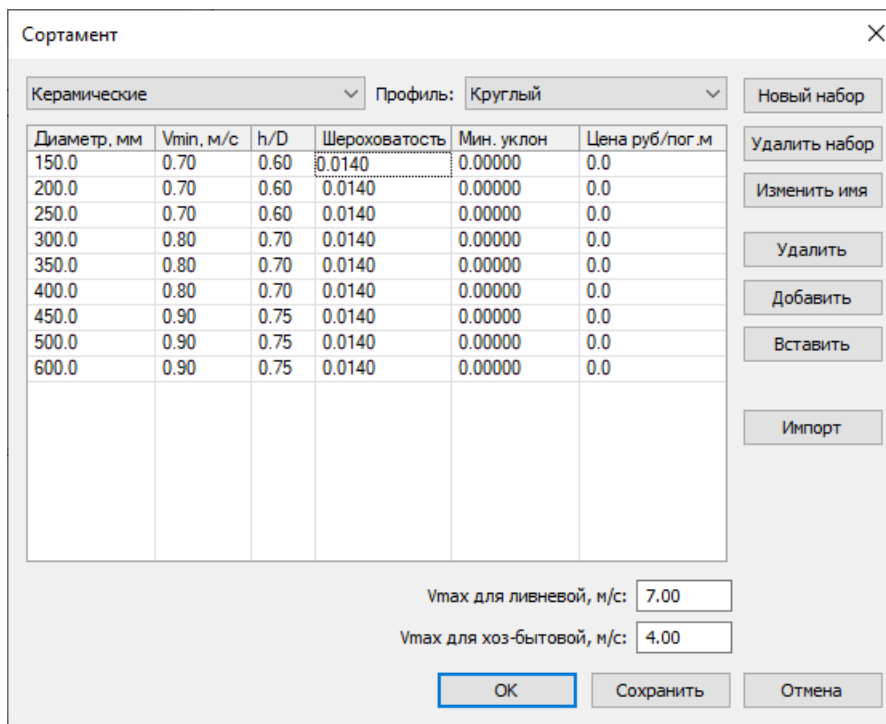 Сортамент
Керамические Профиль: Круглый Новый набор
Диаметр, мм Vmin, м/с h/D Шероховатость Мин. уклон Цена руб/пог.м Удалить набор
150.0 0.70 0.60 0.0140 0.00000 0.0
200.0 0.70 0.60 0.0140 0.00000 0.0 Изменить имя
250.0 0.70 0.60 0.0140 0.00000 0.0
300.0 0.80 0.70 0.0140 0.00000 0.0 Удалить
350.0 0.80 0.70 0.0140 0.00000 0.0
400.0 0.80 0.70 0.0140 0.00000 0.0 Добавить
450.0 0.90 0.75 0.0140 0.00000 0.0
500.0 0.90 0.75 0.0140 0.00000 0.0 Вставить
600.0 0.90 0.75 0.0140 0.00000 0.0
Импорт
Vmax для ливневой, м/с: 7.00
Vmax для хоз-бытовой, м/с: 4.00
OK Сохранить Отмена